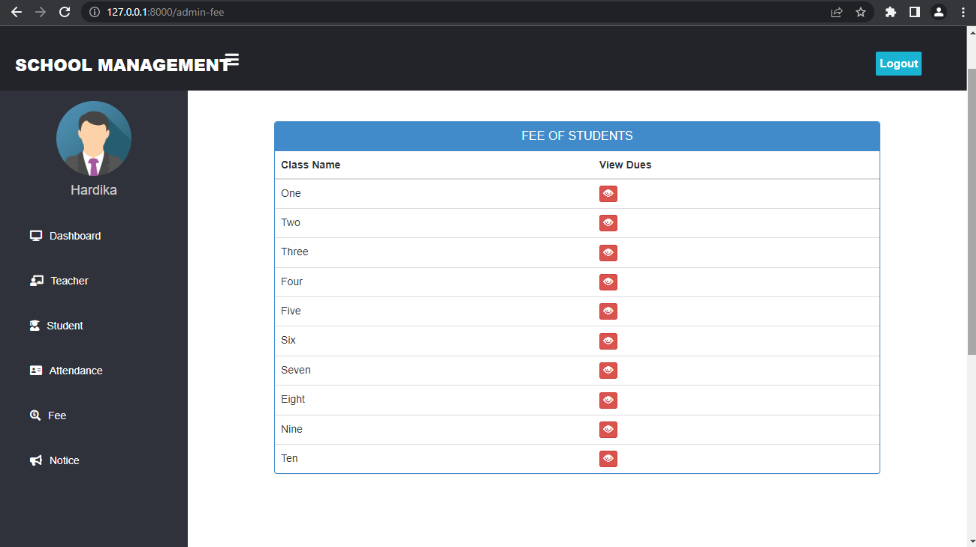 127.0.0.1:8000/admin-fee
SCHOOL MANAGEMENT
Logout
Hardika
Dashboard
Teacher
Student
Attendance
Fee
Notice
FEE OF STUDENTS
Class Name View Dues
One
Two
Three
Four
Five
Six
Seven
Eight
Nine
Ten